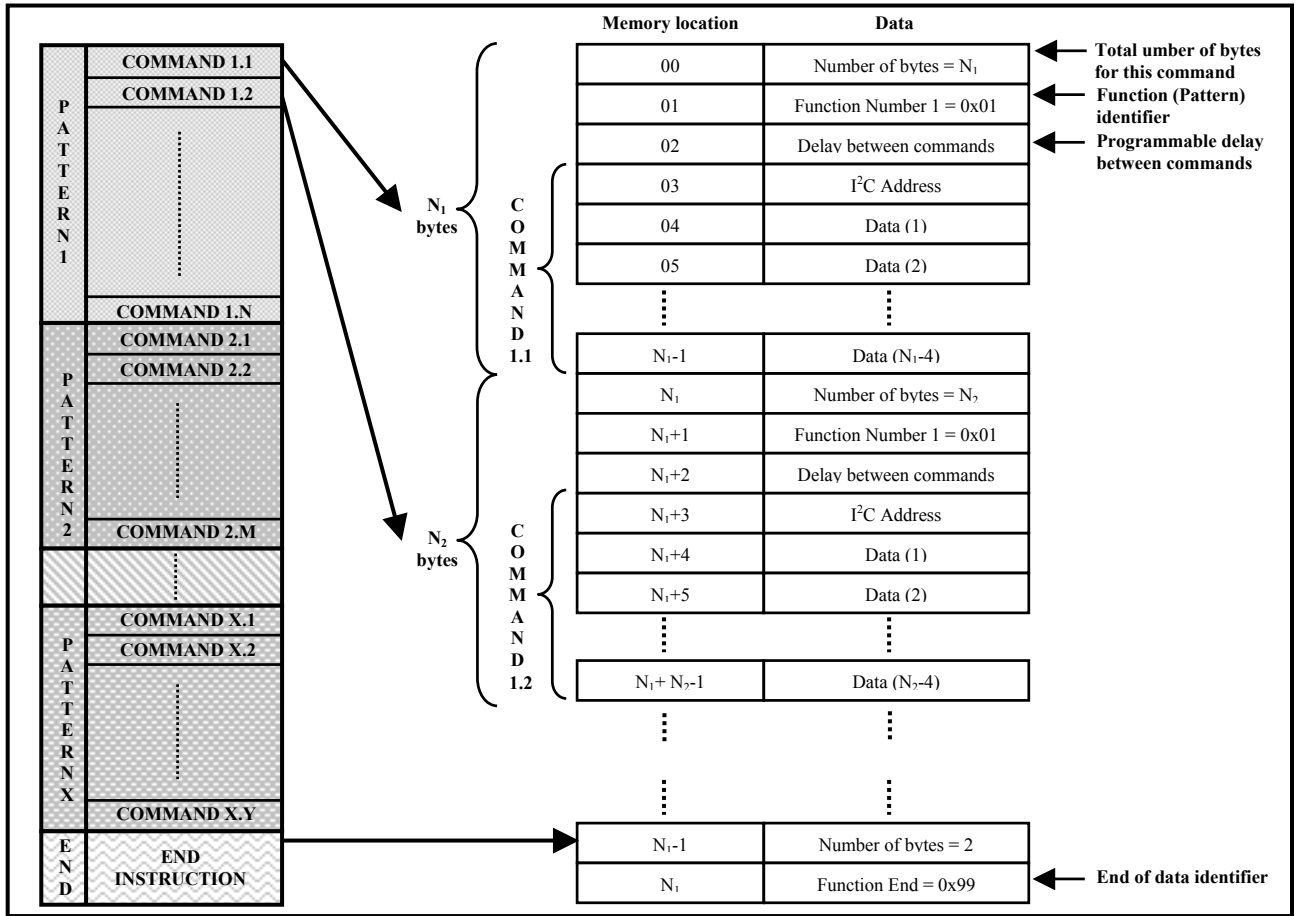 Memory location
Data
PATTERN1
COMMAND 1.1
COMMAND 1.2
COMMAND 1.N
PATTERN2
COMMAND 2.1
COMMAND 2.2
COMMAND 2.M
PATTERNX
COMMAND X.1
COMMAND X.2
COMMAND X.Y
END
END
INSTRUCTION
N₁
bytes
COMMAND
1.1
N₂
bytes
COMMAND
1.2
00 Number of bytes = N₁
01 Function Number 1 = 0x01
02 Delay between commands
03 I²C Address
04 Data (1)
05 Data (2)
N₁-1 Data (N₁-4)
N₁ Number of bytes = N₂
N₁+1 Function Number 1 = 0x01
N₁+2 Delay between commands
N₁+3 I²C Address
N₁+4 Data (1)
N₁+5 Data (2)
N₁+ N₂-1 Data (N₂-4)
N₁-1 Number of bytes = 2
N₁ Function End = 0x99
Total umber of bytes
for this command
Function (Pattern)
identifier
Programmable delay
between commands
End of data identifier